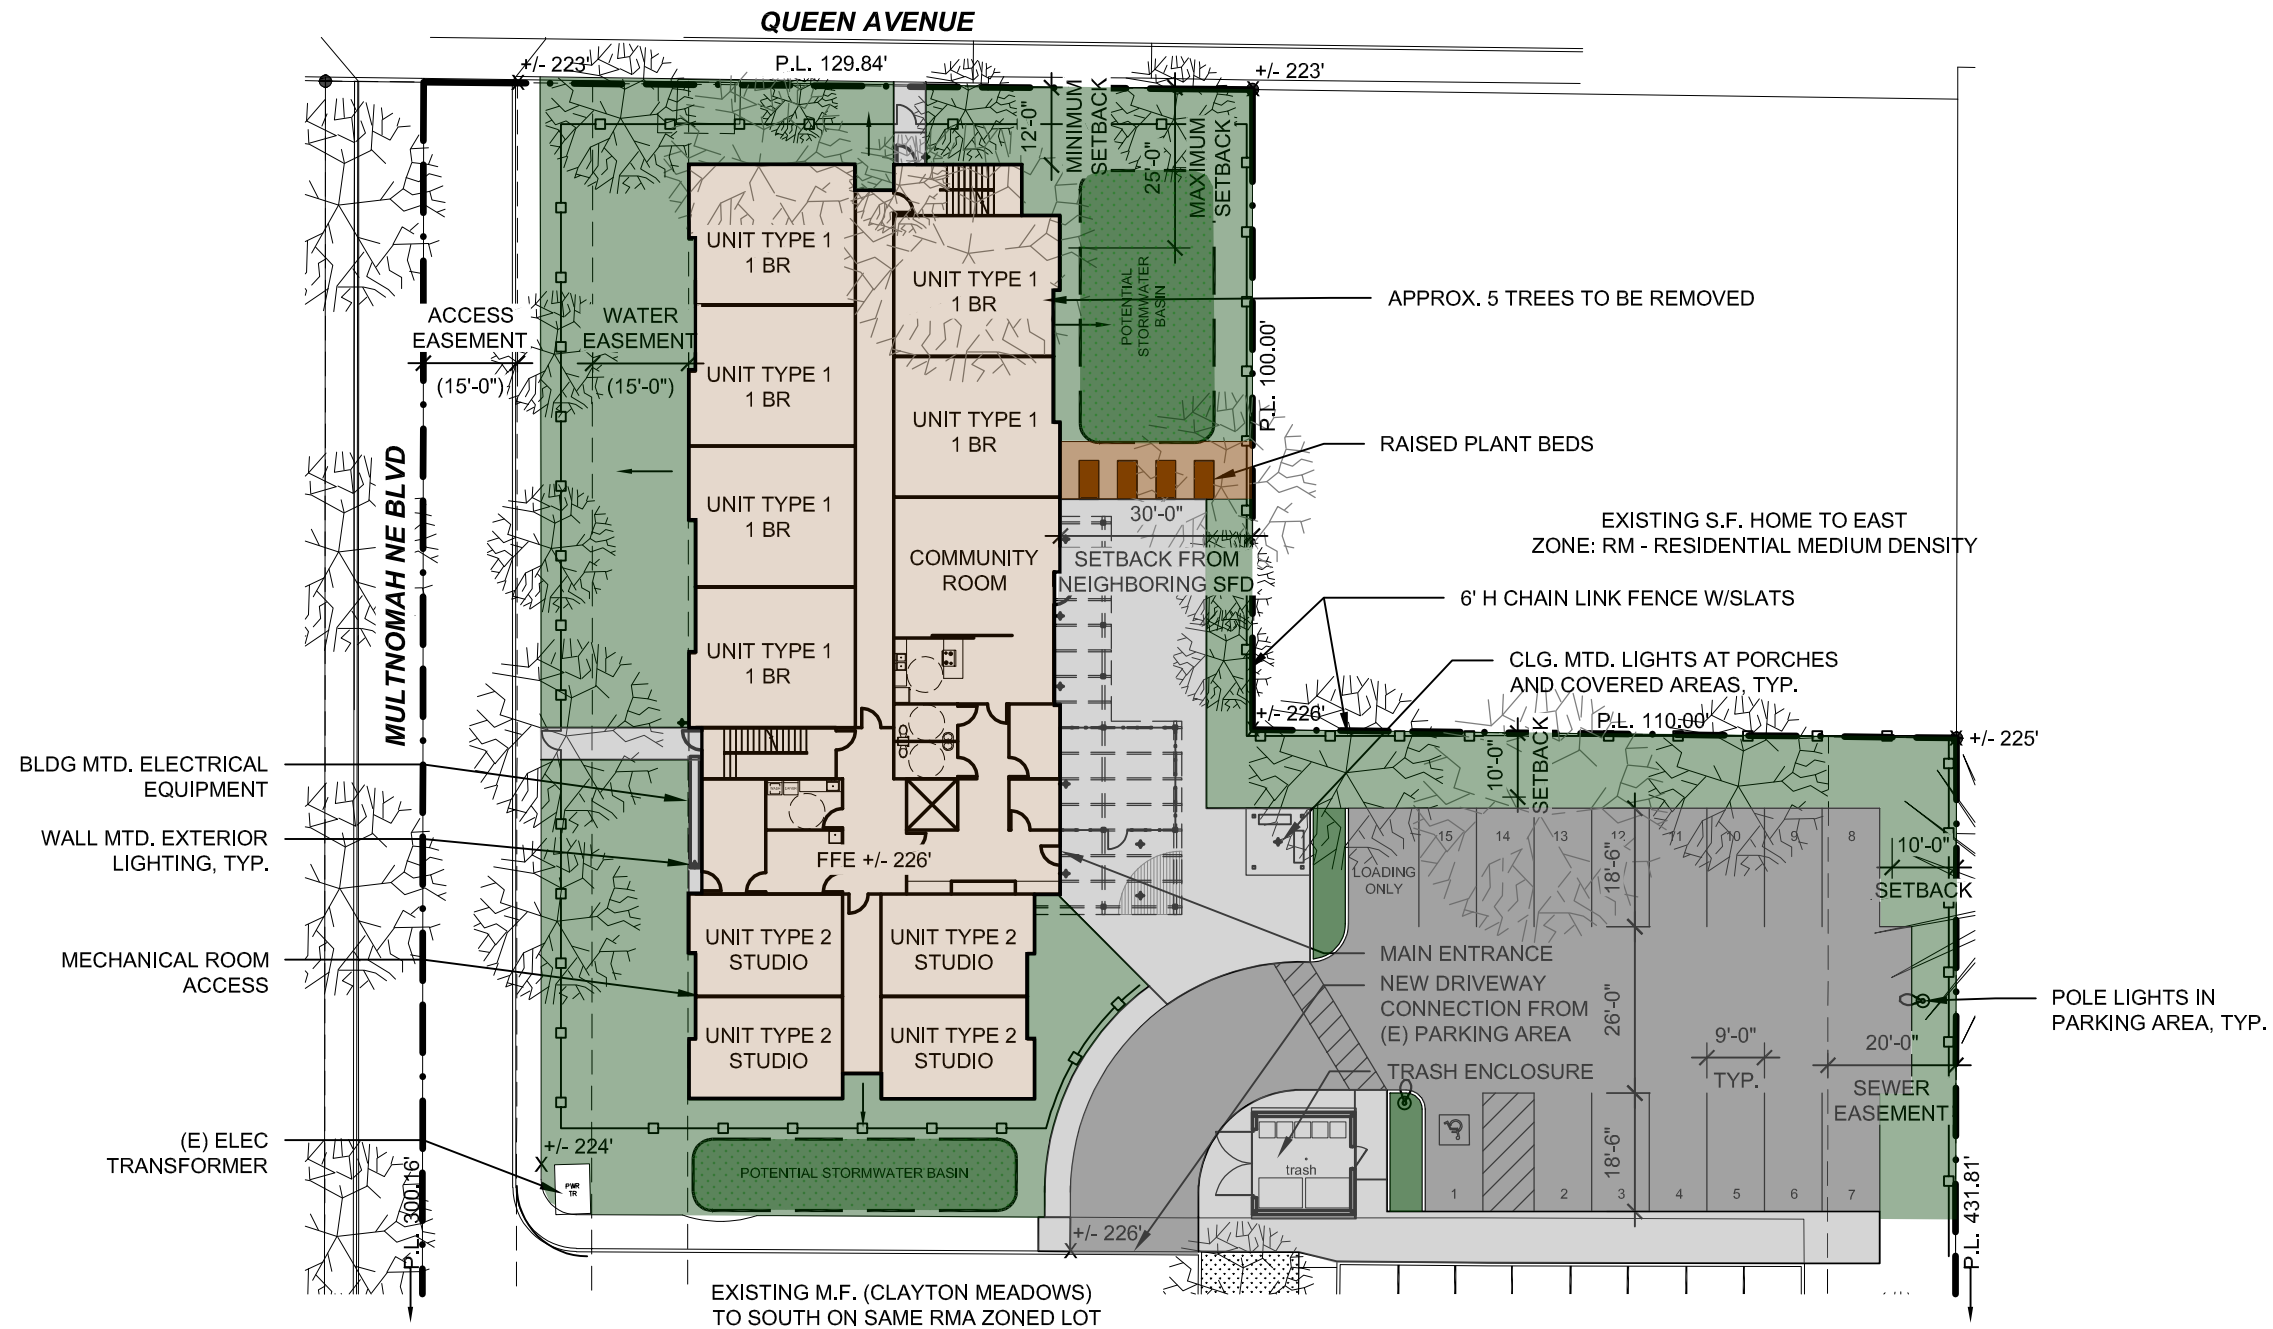 QUEEN AVENUE
+/- 223'
P.L. 129.84'
+/- 223'
12'-0"
MINIMUM
SETBACK
25'-0"
MAXIMUM
SETBACK
UNIT TYPE 1
1 BR
UNIT TYPE 1
1 BR
POTENTIAL
STORMWATER
BASIN
APPROX. 5 TREES TO BE REMOVED
ACCESS
EASEMENT
(15'-0")
WATER
EASEMENT
(15'-0")
UNIT TYPE 1
1 BR
UNIT TYPE 1
1 BR
P.L. 100.00'
RAISED PLANT BEDS
MULTNOMAH NE BLVD
UNIT TYPE 1
1 BR
30'-0"
SETBACK FROM
NEIGHBORING SFD
EXISTING S.F. HOME TO EAST
ZONE: RM - RESIDENTIAL MEDIUM DENSITY
COMMUNITY
ROOM
6' H CHAIN LINK FENCE W/SLATS
UNIT TYPE 1
1 BR
CLG. MTD. LIGHTS AT PORCHES
AND COVERED AREAS, TYP.
+/- 226'
P.L. 110.00'
+/- 225'
10'-0"
SETBACK
BLDG MTD. ELECTRICAL
EQUIPMENT
WALL MTD. EXTERIOR
LIGHTING, TYP.
FFE +/- 226'
15
14
13
12
11
10
9
8
LOADING
ONLY
18'-6"
10'-0"
SETBACK
MECHANICAL ROOM
ACCESS
UNIT TYPE 2
STUDIO
UNIT TYPE 2
STUDIO
MAIN ENTRANCE
NEW DRIVEWAY
CONNECTION FROM
(E) PARKING AREA
26'-0"
POLE LIGHTS IN
PARKING AREA, TYP.
UNIT TYPE 2
STUDIO
UNIT TYPE 2
STUDIO
9'-0"
TYP.
20'-0"
SEWER
EASEMENT
TRASH ENCLOSURE
(E) ELEC
TRANSFORMER
+/- 224'
PWR
TR
POTENTIAL STORMWATER BASIN
trash
18'-6"
1
2
3
4
5
6
7
P.L. 300.16'
+/- 226'
P.L. 431.81'
EXISTING M.F. (CLAYTON MEADOWS)
TO SOUTH ON SAME RMA ZONED LOT